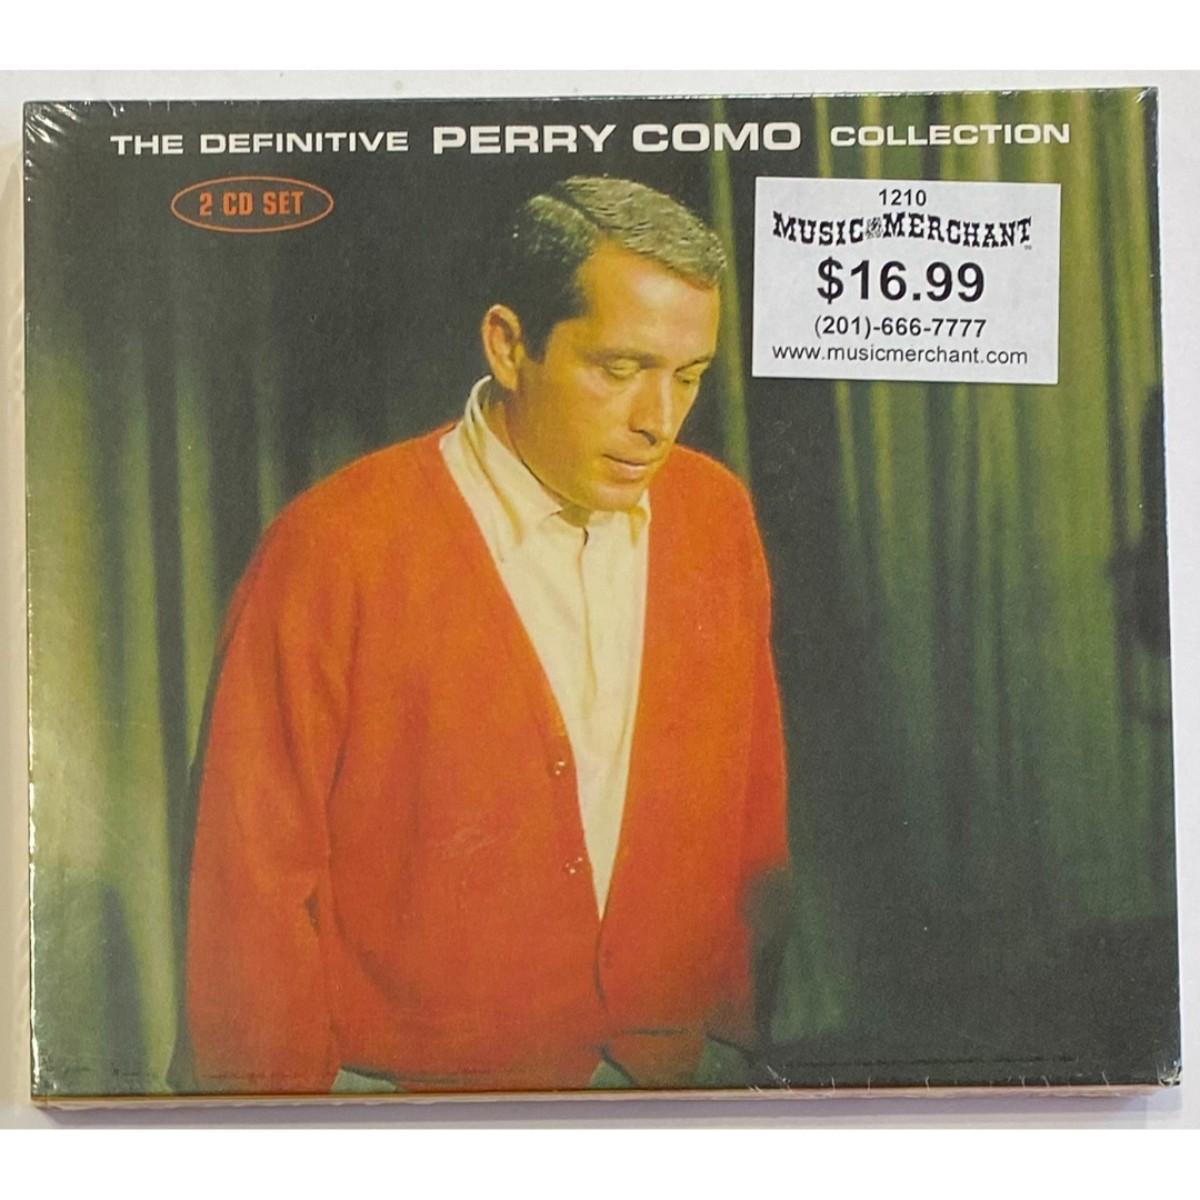 THE DEFINITIVE PERRY COMO COLLECTION
2 CD SET
1210
MUSIC MERCHANT
$16.99
(201)-666-7777
www.musicmerchant.com